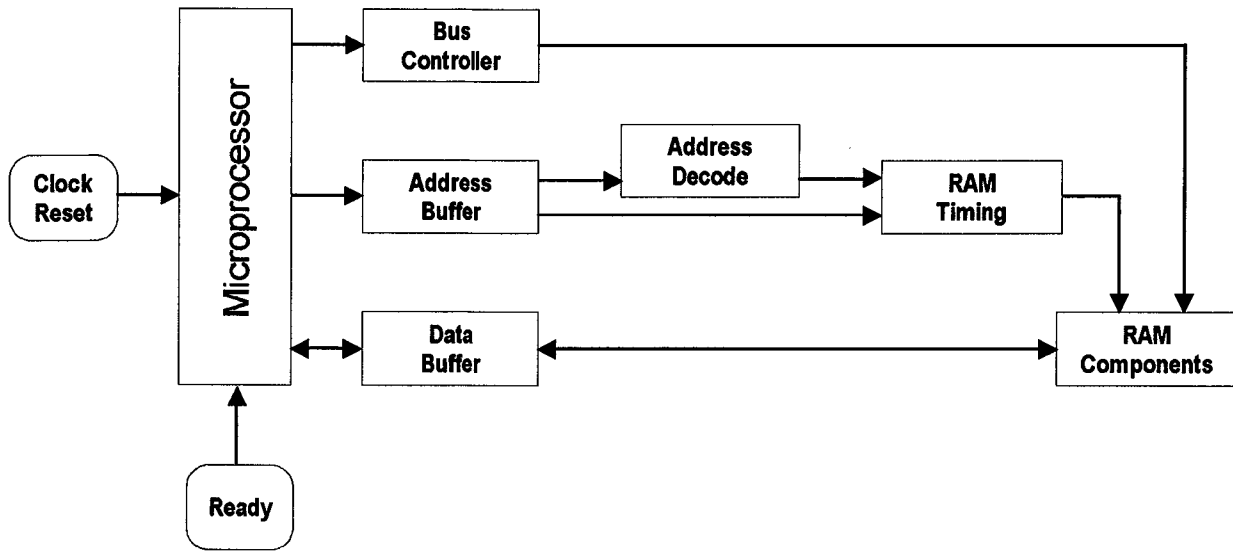 Bus
Controller
Microprocessor
Clock
Reset
Address
Buffer
Address
Decode
RAM
Timing
Data
Buffer
RAM
Components
Ready